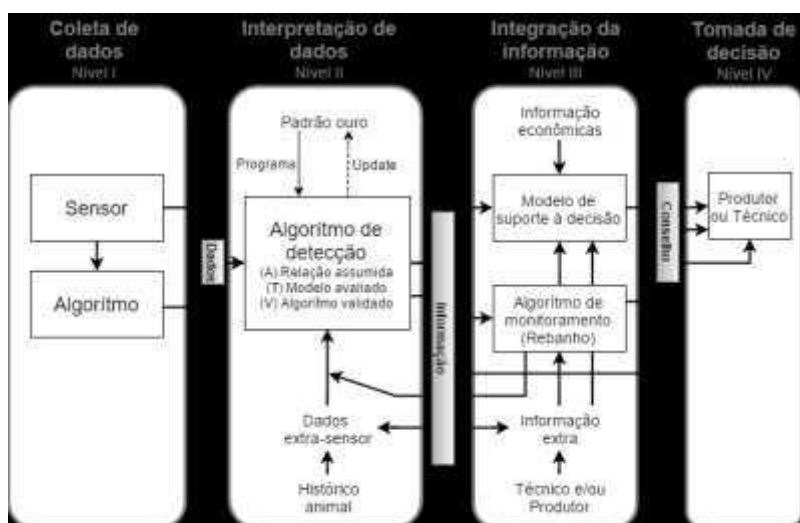 Coleta de
dados
Nível I
Interpretação de
dados
Nível II
Integração da
informação
Nível III
Tomada de
decisão
Nível IV
Sensor
Algoritmo
Dados
Padrão ouro
Programa
Update
Algoritmo de
detecção
(A) Relação assumida
(T) Modelo avaliado
(V) Algoritmo validado
Dados
extra-sensor
Histórico
animal
Informação
Informação
econômicas
Modelo de
suporte à decisão
Algoritmo de
monitoramento
(Rebanho)
Informação
extra
Técnico e/ou
Produtor
Conselho
Produtor
ou Técnico